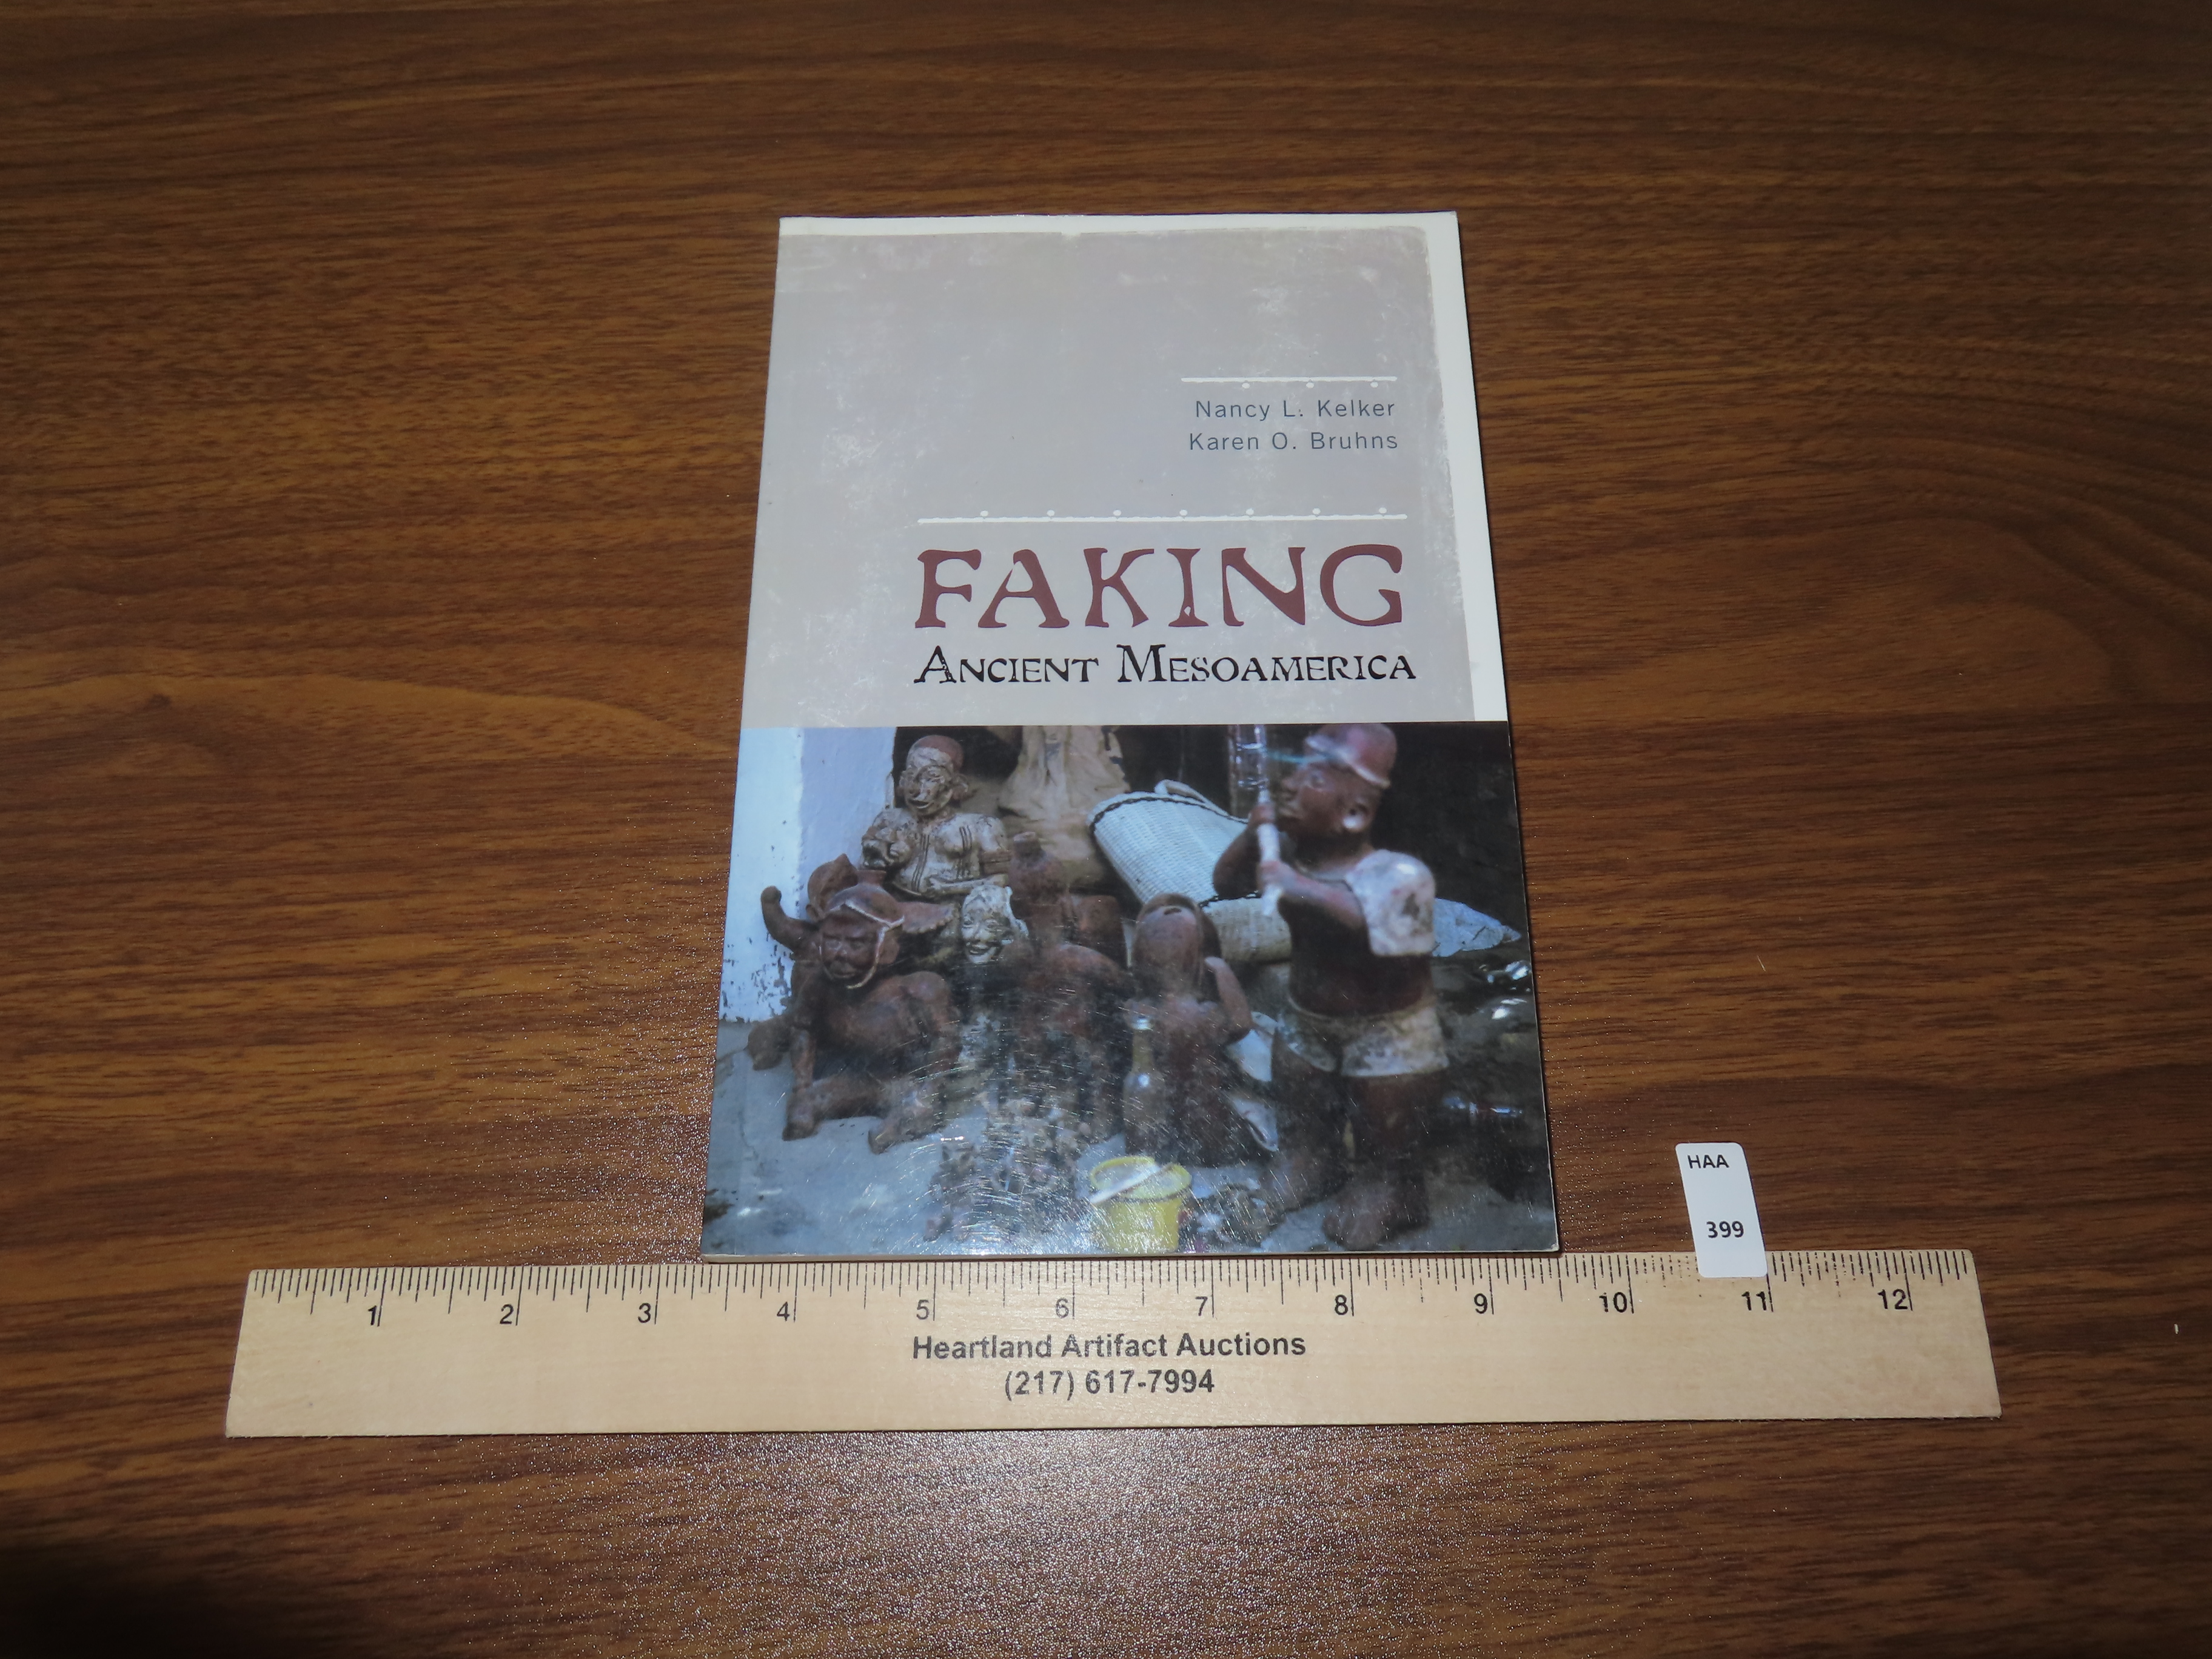 Nancy L. Kelker
Karen O. Bruhns
FAKING
ANCIENT MESOAMERICA
HAA
399
1 2 3 4 5 6 7 8 9 10 11 12
Heartland Artifact Auctions
(217) 617-7994